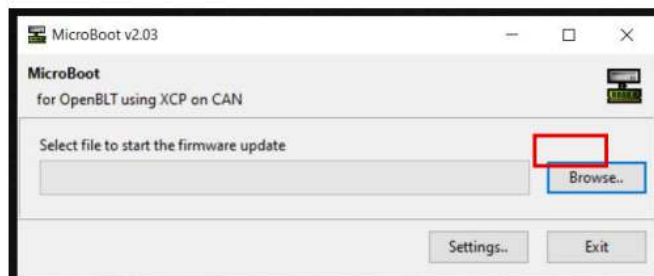 MicroBoot v2.03
MicroBoot
for OpenBLT using XCP on CAN
Select file to start the firmware update
Browse..
Settings..
Exit